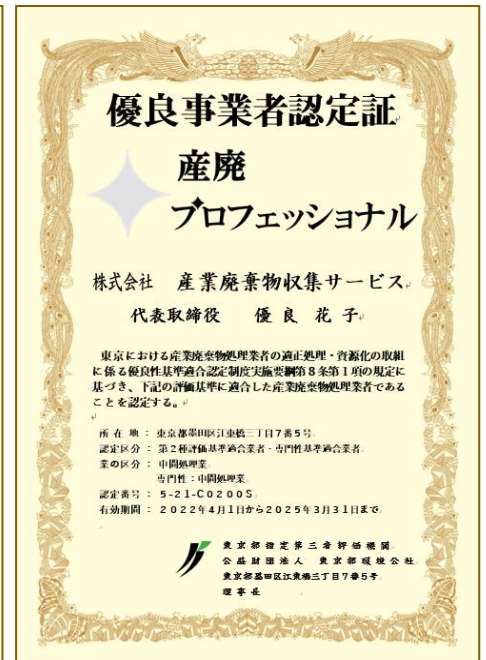 優良事業者認定証
産廃
プロフェッショナル
株式会社 産業廃棄物収集サービス
代表取締役 優良花子
東京における産業廃棄物処理業者の適正処理・資源化の取組
に係る優良性基準適合認定制度実施要綱第8条第1項の規定に
基づき、下記の評価基準に適合した産業廃棄物処理業者である
ことを認定する。
所在地：東京都墨田区江東橋三丁目7番5号
認定区分：第2種評価基準適合業者・専門性基準適合業者
業の区分：中間処理業
専門性：中間処理業
認定番号：5-21-C0200S
有効期間：2022年4月1日から2025年3月31日まで
東京都指定第三者評価機関
公益財団法人 東京都環境公社
東京都墨田区江東橋三丁目7番5号
理事長